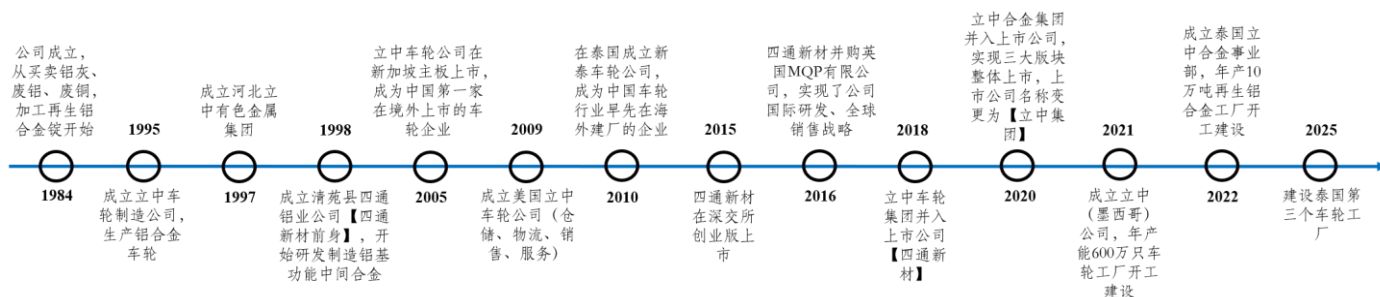 公司成立，
从买卖铝灰、
废铝、废铜，
加工再生铝
合金锭开始
1984
1995
成立立中车
轮制造公司，
生产铝合金
车轮
成立河北立
中有色金属
集团
1997
1998
成立清苑县四通
铝业公司【四通
新材前身】，开
始研发制造铝基
功能中间合金
立中车轮公司在
新加坡主板上市，
成为中国第一家
在境外上市的车
轮企业
2005
2009
成立美国立中
车轮公司（仓
储、物流、销
售、服务）
在泰国成立新
泰车轮公司，
成为中国车轮
行业早先在海
外建厂的企业
2010
2015
四通新材
在深交所
创业版上
市
四通新材并购英
国MQP有限公
司，实现了公司
国际研发、全球
销售战略
2016
2018
立中车轮
集团并入
上市公司
【四通新
材】
立中合金集团
并入上市公司，
实现三大版块
整体上市，上
市公司名称变
更为【立中集
团】
2020
2021
成立立中
（墨西哥）
公司，年产
能600万只车
轮工厂开工
建设
成立泰国立
中合金事业
部，年产10
万吨再生铝
合金工厂开
工建设
2022
2025
建设泰国第
三个车轮工
厂